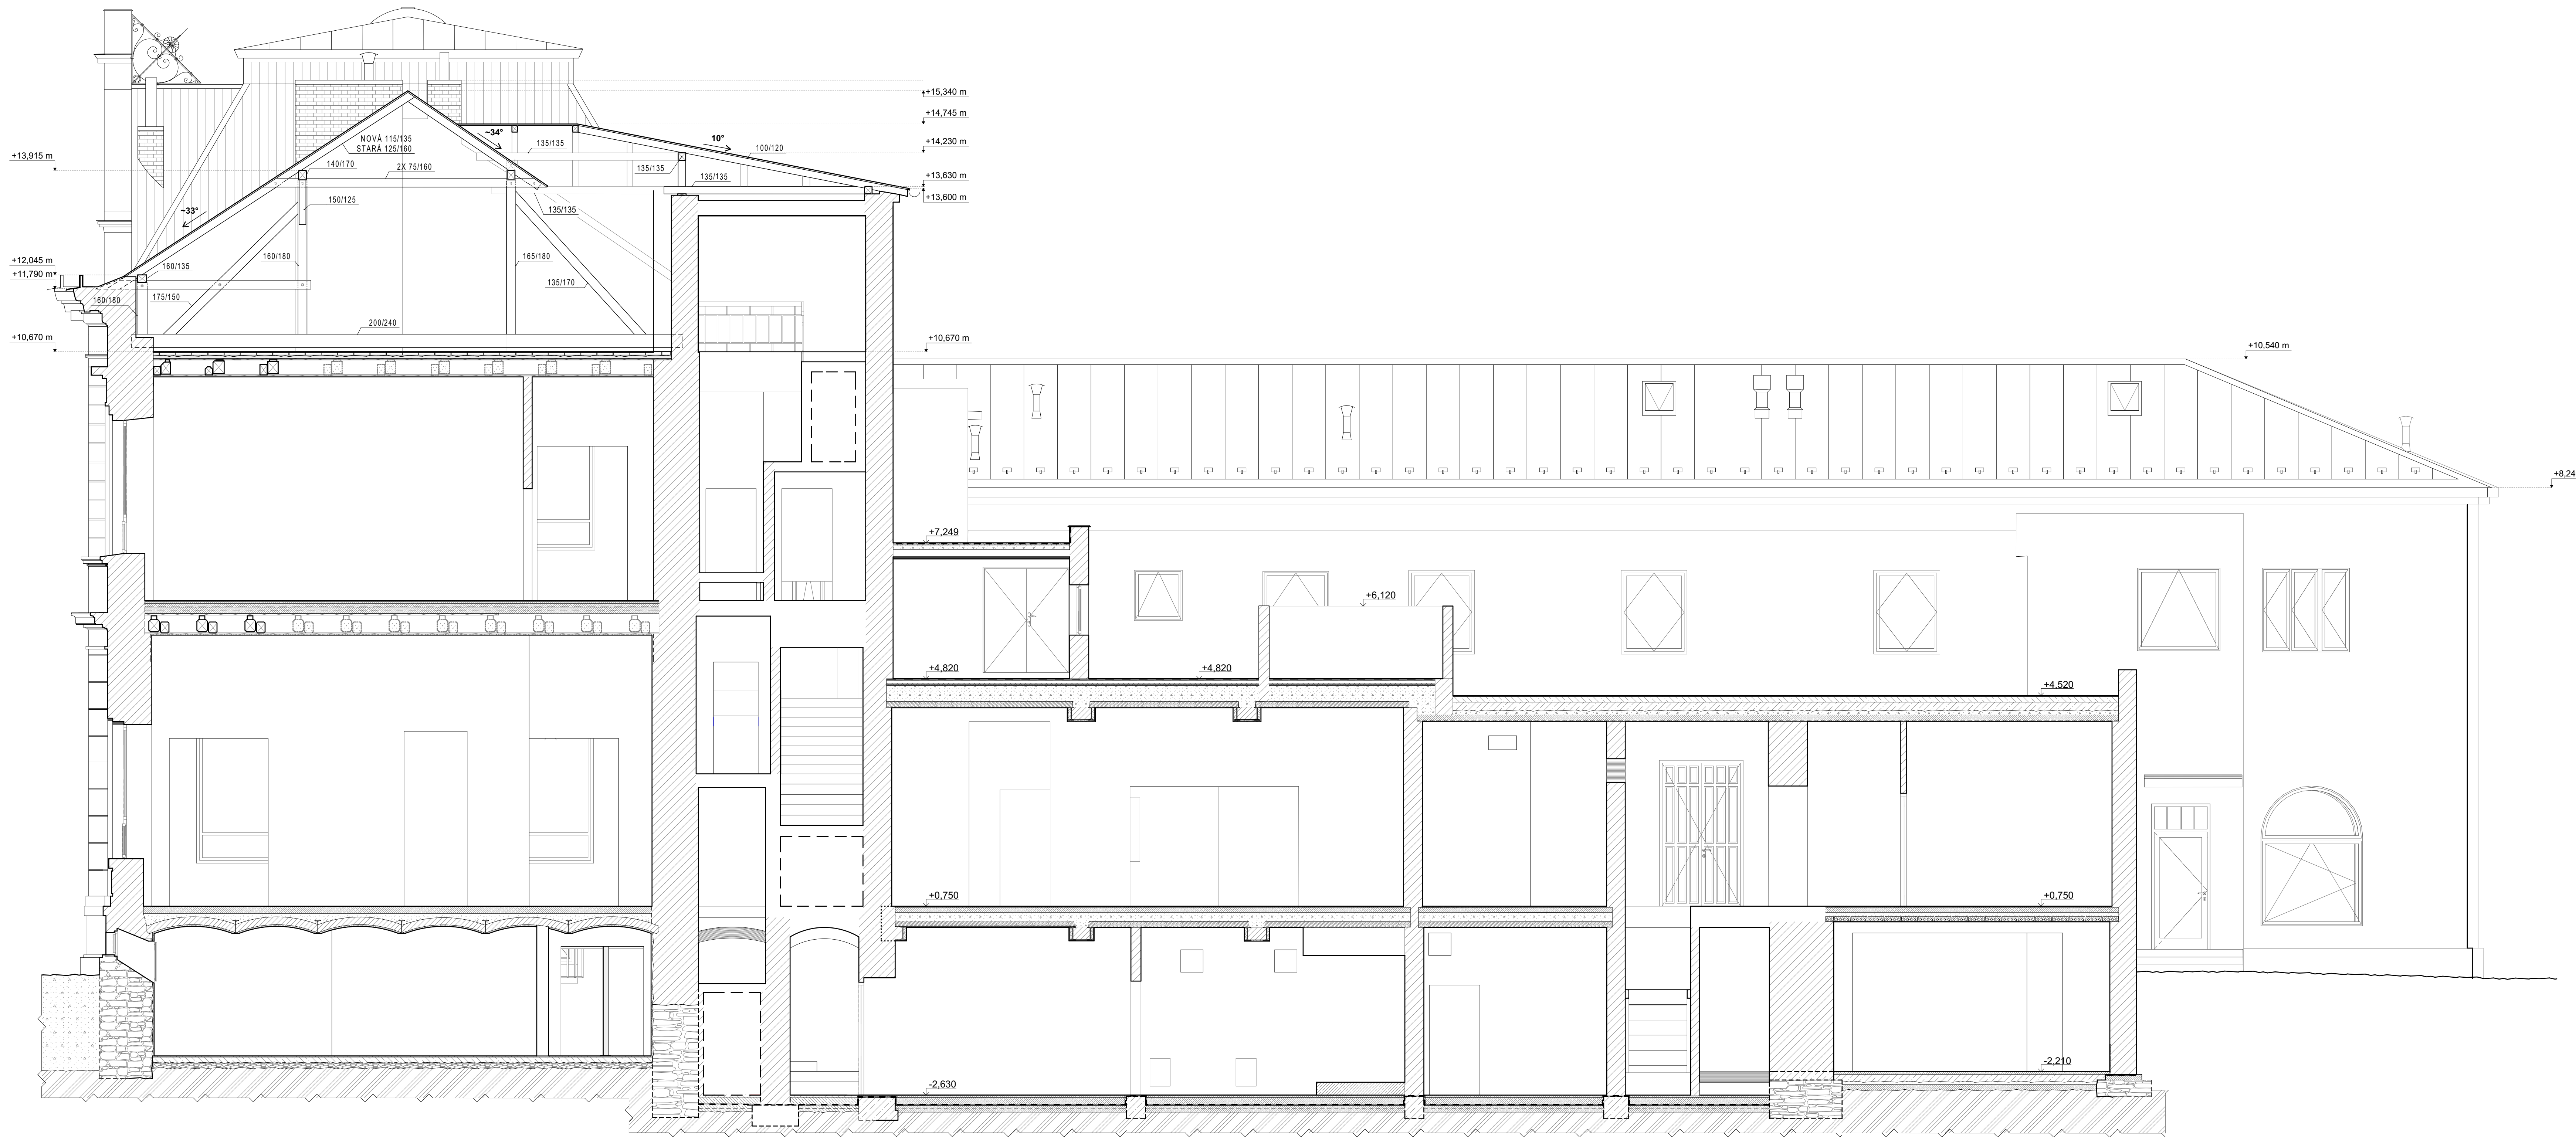 +15,340 m
+14,745 m
~34°
10°
NOVÁ 115/135
STARÁ 125/160
135/135
100/120
+14,230 m
+13,915 m
140/170
2X 75/160
135/135
135/135
+13,630 m
+13,600 m
150/125
135/135
~33°
+12,045 m
+11,790 m
160/135
160/180
165/180
135/170
160/180
175/150
200/240
+10,670 m
+10,670 m
+10,540 m
+8,24
+7,249
+6,120
+4,820
+4,820
+4,520
+0,750
+0,750
-2,210
-2,630